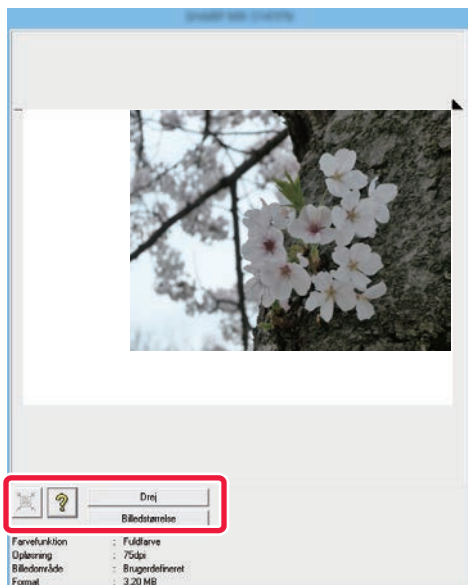 ?
Drej
Billedstørrelse
Farvefunktion : Fuldfarve
Opløsning : 75dpi
Billedområde : Brugerdefineret
Format : 3.20 MB